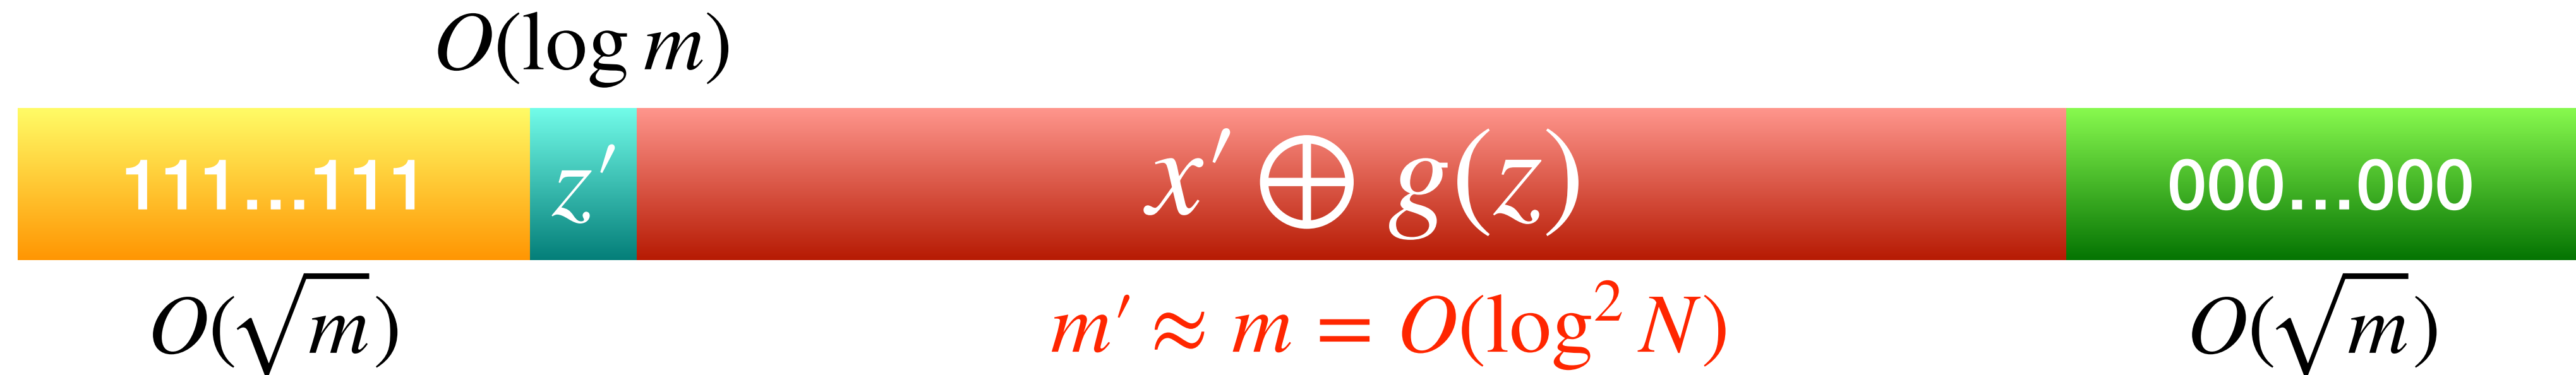 O(log m)
111...111 z′ x′ ⊕ g(z) 000...000
O(√m) m′ ≈ m = O(log² N) O(√m)